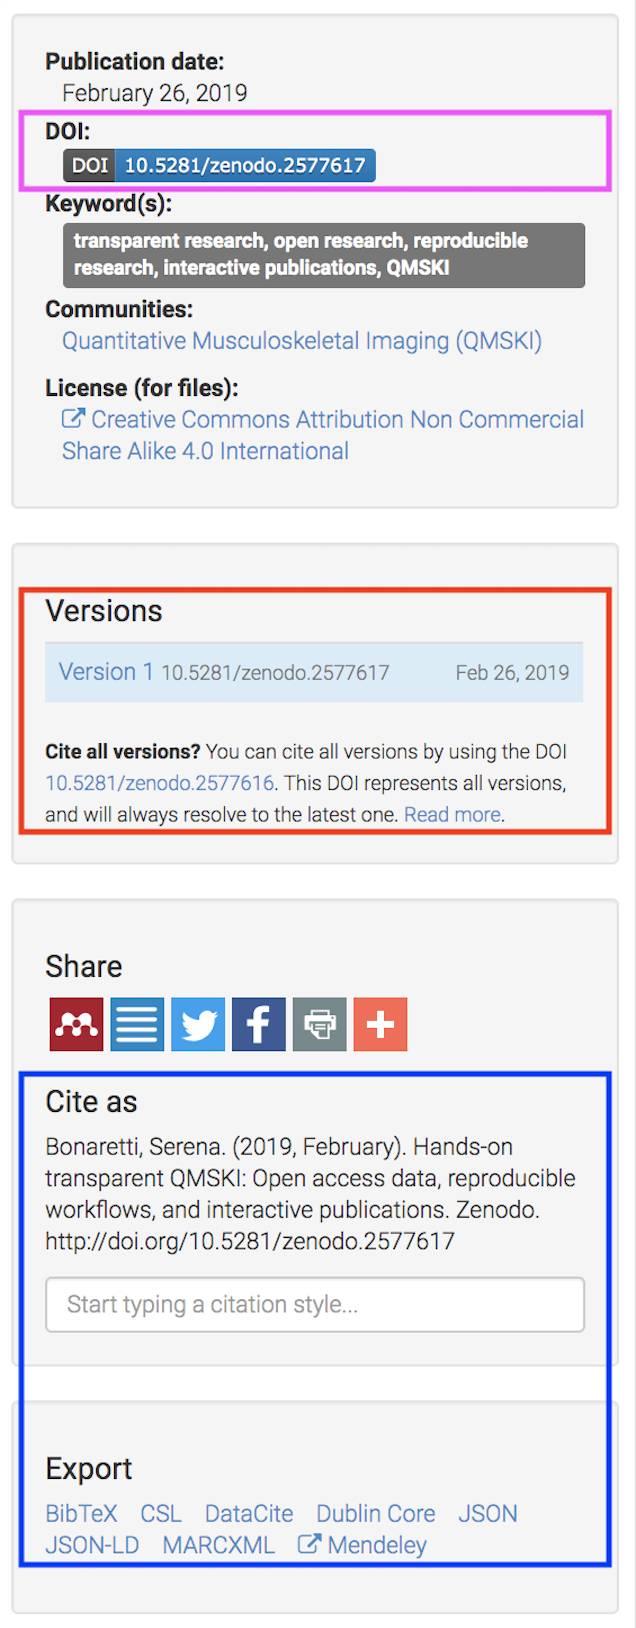 Publication date:
February 26, 2019
DOI:
DOI 10.5281/zenodo.2577617
Keyword(s):
transparent research, open research, reproducible
research, interactive publications, QMSKI
Communities:
Quantitative Musculoskeletal Imaging (QMSKI)
License (for files):
Creative Commons Attribution Non Commercial
Share Alike 4.0 International
Versions
Version 1 10.5281/zenodo.2577617 Feb 26, 2019
Cite all versions? You can cite all versions by using the DOI
10.5281/zenodo.2577616. This DOI represents all versions,
and will always resolve to the latest one. Read more.
Share
Cite as
Bonaretti, Serena. (2019, February). Hands-on
transparent QMSKI: Open access data, reproducible
workflows, and interactive publications. Zenodo.
http://doi.org/10.5281/zenodo.2577617
Start typing a citation style...
Export
BibTeX CSL DataCite Dublin Core JSON
JSON-LD MARCXML Mendeley